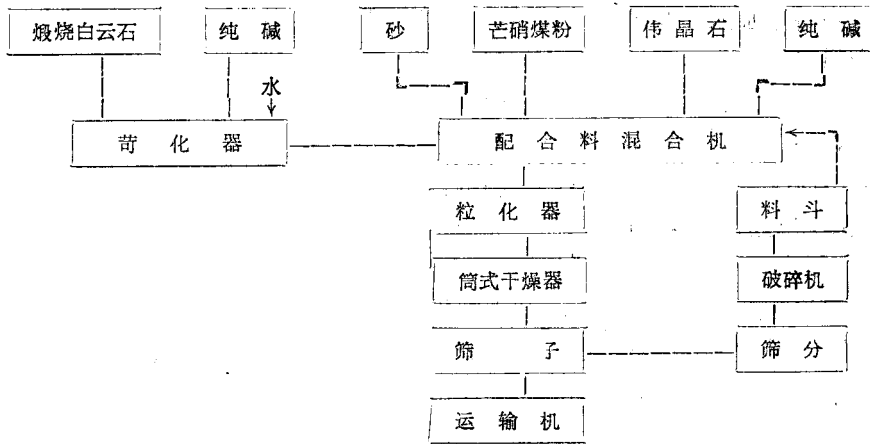 煅烧白云石 纯碱 砂 芒硝煤粉 伟晶石 纯碱
水
苛化器 配合料混合机
粒化器 料斗
筒式干燥器 破碎机
筛子 筛分
运输机